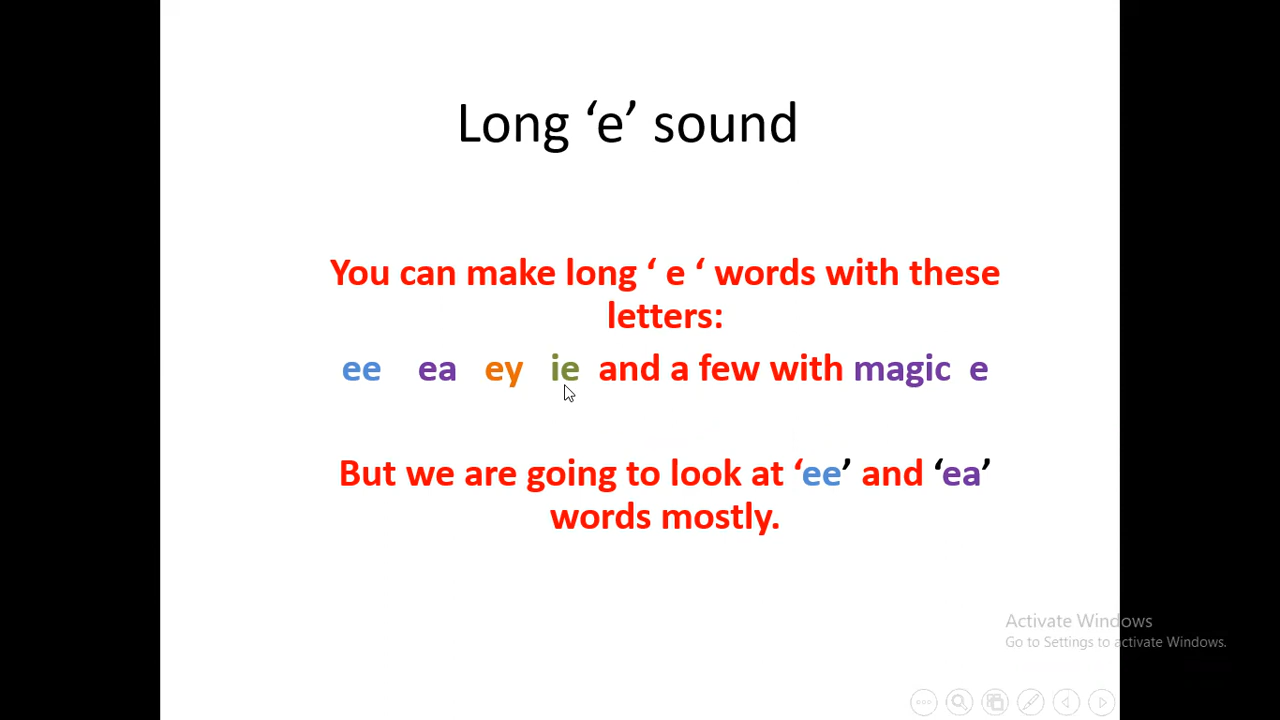 Long ‘e’ sound
You can make long ‘ e ‘ words with these
letters:
ee ea ey ie and a few with magic e
But we are going to look at ‘ee’ and ‘ea’
words mostly.
Activate Windows
Go to Settings to activate Windows.